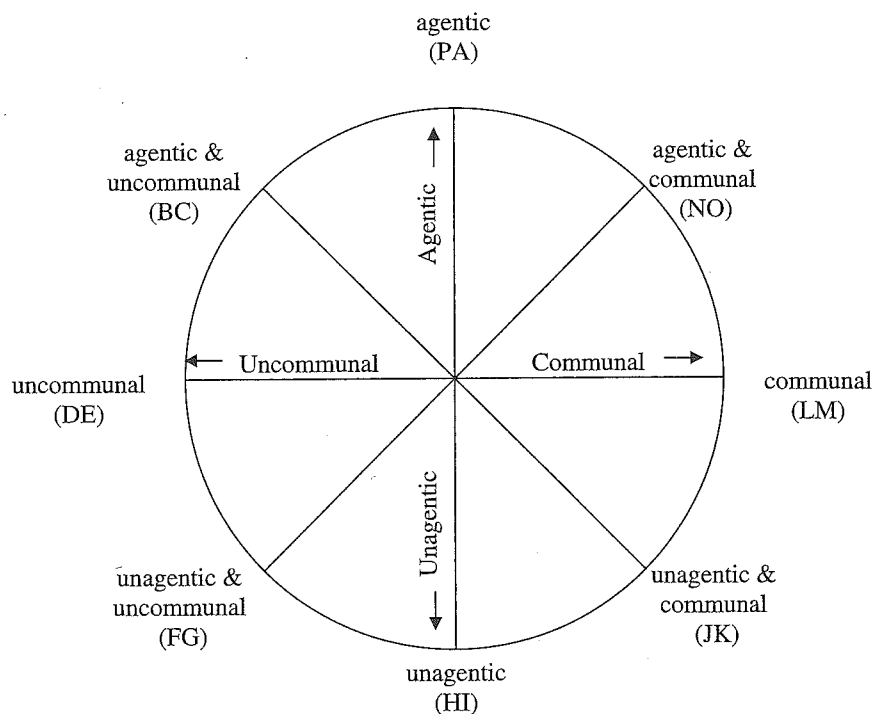 agentic
(PA)
agentic &
uncommunal
(BC)
agentic &
communal
(NO)
Agentic
Uncommunal
Communal
uncommunal
(DE)
communal
(LM)
Unagentic
unagentic &
uncommunal
(FG)
unagentic &
communal
(JK)
unagentic
(HI)